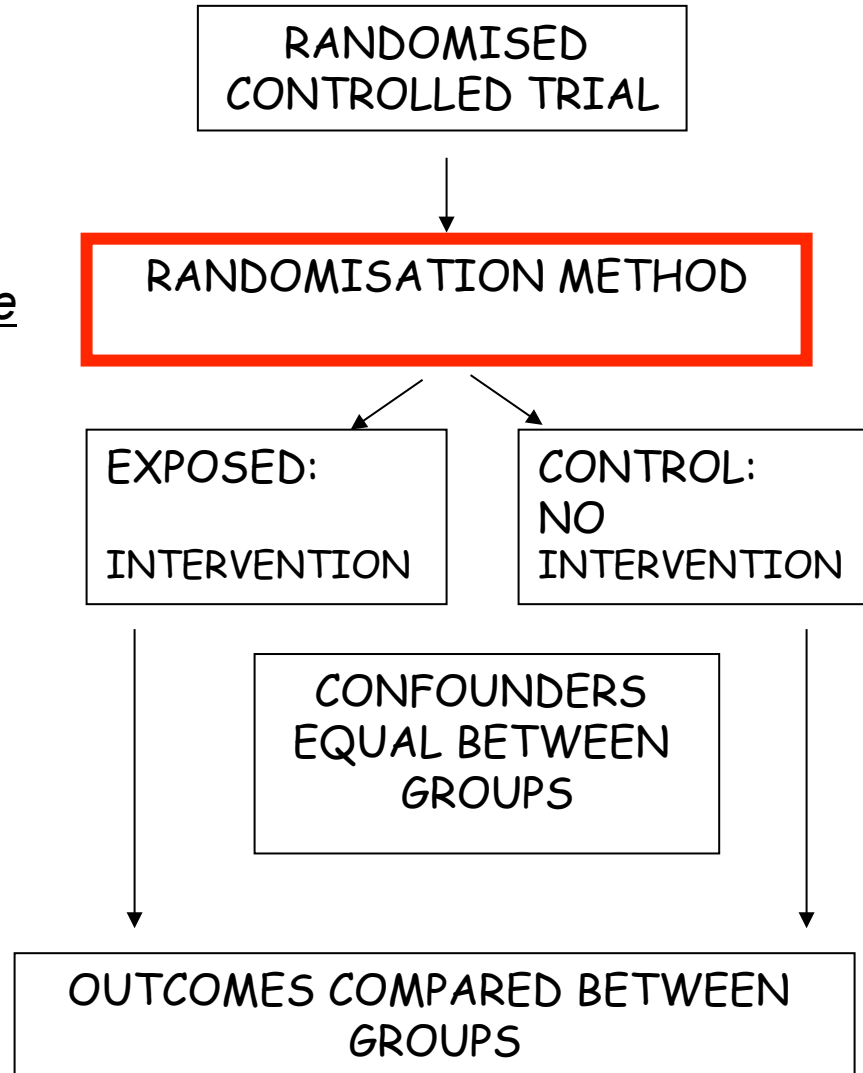 RANDOMISED
CONTROLLED TRIAL
RANDOMISATION METHOD
e
EXPOSED:
INTERVENTION
CONTROL:
NO
INTERVENTION
CONFOUNDERS
EQUAL BETWEEN
GROUPS
OUTCOMES COMPARED BETWEEN
GROUPS